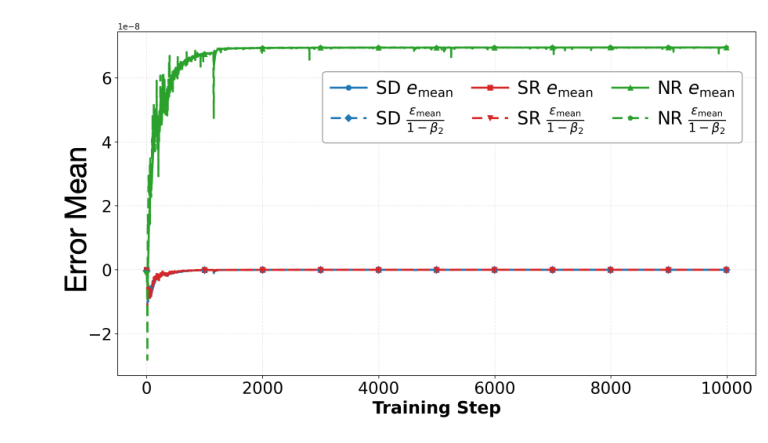 1e−8
6
4
2
0
−2
Error Mean
SD e_mean SR e_mean NR e_mean
SD ε_mean/(1−β_2) SR ε_mean/(1−β_2) NR ε_mean/(1−β_2)
0 2000 4000 6000 8000 10000
Training Step